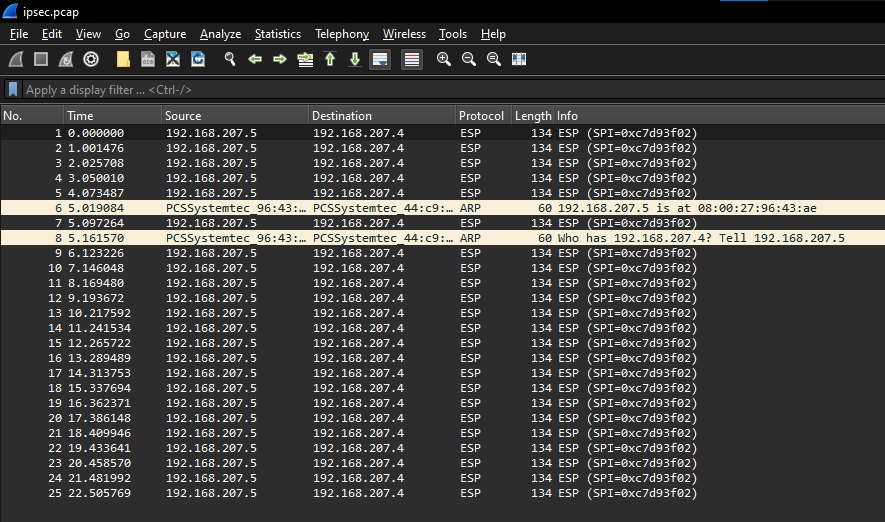 ipsec.pcap
File Edit View Go Capture Analyze Statistics Telephony Wireless Tools Help
Apply a display filter ... <Ctrl-/>
No. Time Source Destination Protocol Length Info
1 0.000000 192.168.207.5 192.168.207.4 ESP 134 ESP (SPI=0xc7d93f02)
2 1.001476 192.168.207.5 192.168.207.4 ESP 134 ESP (SPI=0xc7d93f02)
3 2.025708 192.168.207.5 192.168.207.4 ESP 134 ESP (SPI=0xc7d93f02)
4 3.050010 192.168.207.5 192.168.207.4 ESP 134 ESP (SPI=0xc7d93f02)
5 4.073487 192.168.207.5 192.168.207.4 ESP 134 ESP (SPI=0xc7d93f02)
6 5.019084 PCSSystemtec_96:43:… PCSSystemtec_44:c9:… ARP 60 192.168.207.5 is at 08:00:27:96:43:ae
7 5.097264 192.168.207.5 192.168.207.4 ESP 134 ESP (SPI=0xc7d93f02)
8 5.161570 PCSSystemtec_96:43:… PCSSystemtec_44:c9:… ARP 60 Who has 192.168.207.4? Tell 192.168.207.5
9 6.123226 192.168.207.5 192.168.207.4 ESP 134 ESP (SPI=0xc7d93f02)
10 7.146048 192.168.207.5 192.168.207.4 ESP 134 ESP (SPI=0xc7d93f02)
11 8.169480 192.168.207.5 192.168.207.4 ESP 134 ESP (SPI=0xc7d93f02)
12 9.193672 192.168.207.5 192.168.207.4 ESP 134 ESP (SPI=0xc7d93f02)
13 10.217592 192.168.207.5 192.168.207.4 ESP 134 ESP (SPI=0xc7d93f02)
14 11.241534 192.168.207.5 192.168.207.4 ESP 134 ESP (SPI=0xc7d93f02)
15 12.265722 192.168.207.5 192.168.207.4 ESP 134 ESP (SPI=0xc7d93f02)
16 13.289489 192.168.207.5 192.168.207.4 ESP 134 ESP (SPI=0xc7d93f02)
17 14.313753 192.168.207.5 192.168.207.4 ESP 134 ESP (SPI=0xc7d93f02)
18 15.337694 192.168.207.5 192.168.207.4 ESP 134 ESP (SPI=0xc7d93f02)
19 16.362371 192.168.207.5 192.168.207.4 ESP 134 ESP (SPI=0xc7d93f02)
20 17.386148 192.168.207.5 192.168.207.4 ESP 134 ESP (SPI=0xc7d93f02)
21 18.409946 192.168.207.5 192.168.207.4 ESP 134 ESP (SPI=0xc7d93f02)
22 19.433641 192.168.207.5 192.168.207.4 ESP 134 ESP (SPI=0xc7d93f02)
23 20.458570 192.168.207.5 192.168.207.4 ESP 134 ESP (SPI=0xc7d93f02)
24 21.481992 192.168.207.5 192.168.207.4 ESP 134 ESP (SPI=0xc7d93f02)
25 22.505769 192.168.207.5 192.168.207.4 ESP 134 ESP (SPI=0xc7d93f02)